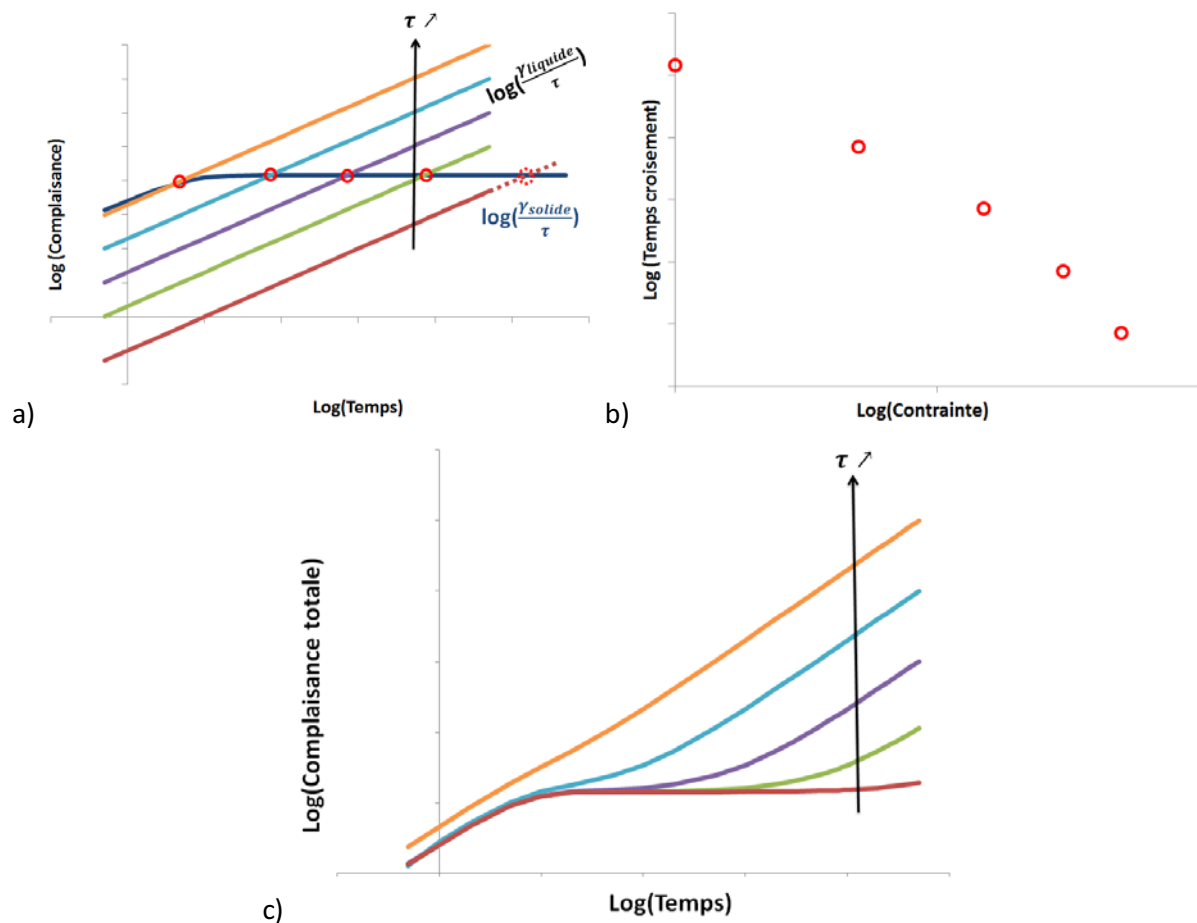 τ ↗
log(γliquide/τ)
Log (Complaisance)
log(γsolide/τ)
Log(Temps)
a)
Log (Temps croisement)
Log(Contrainte)
b)
τ ↗
Log(Complaisance totale)
Log(Temps)
c)